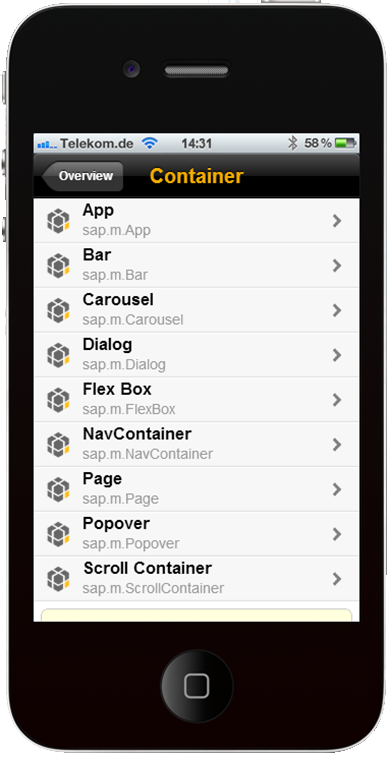 Telekom.de 14:31 58 %
Overview Container
App
sap.m.App
Bar
sap.m.Bar
Carousel
sap.m.Carousel
Dialog
sap.m.Dialog
Flex Box
sap.m.FlexBox
NavContainer
sap.m.NavContainer
Page
sap.m.Page
Popover
sap.m.Popover
Scroll Container
sap.m.ScrollContainer